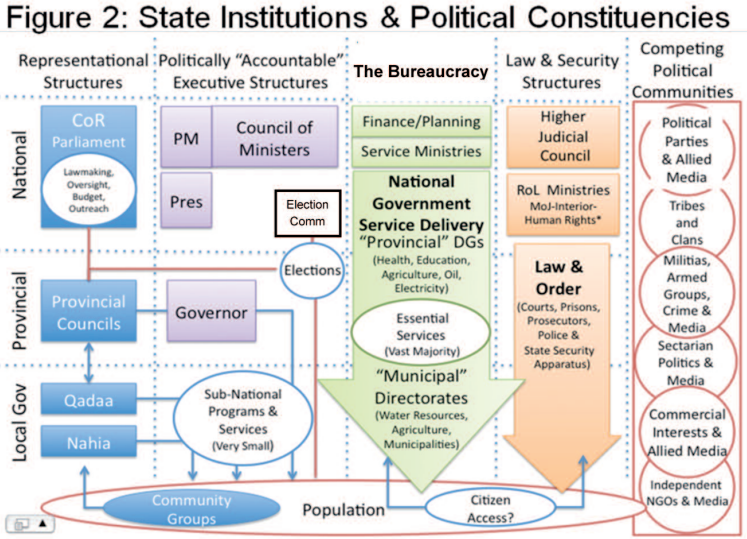 Figure 2: State Institutions & Political Constituencies
Representational
Structures
Politically “Accountable”
Executive Structures
The Bureaucracy
Law & Security
Structures
Competing
Political
Communities
National
Provincial
Local Gov
CoR
Parliament
Lawmaking,
Oversight,
Budget,
Outreach
PM
Council of
Ministers
Pres
Election
Comm
Elections
Provincial
Councils
Governor
Qadaa
Nahia
Sub-National
Programs &
Services
(Very Small)
Finance/Planning
Service Ministries
National
Government
Service Delivery
“Provincial” DGs
(Health, Education,
Agriculture, Oil,
Electricity)
Essential
Services
(Vast Majority)
“Municipal”
Directorates
(Water Resources,
Agriculture,
Municipalities)
Higher
Judicial
Council
RoL Ministries
MoJ-Interior-
Human Rights*
Law &
Order
(Courts, Prisons,
Prosecutors,
Police &
State Security
Apparatus)
Political
Parties
& Allied
Media
Tribes
and
Clans
Militias,
Armed
Groups,
Crime &
Media
Sectarian
Politics &
Media
Commercial
Interests &
Allied Media
Independent
NGOs & Media
Community
Groups
Population
Citizen
Access?